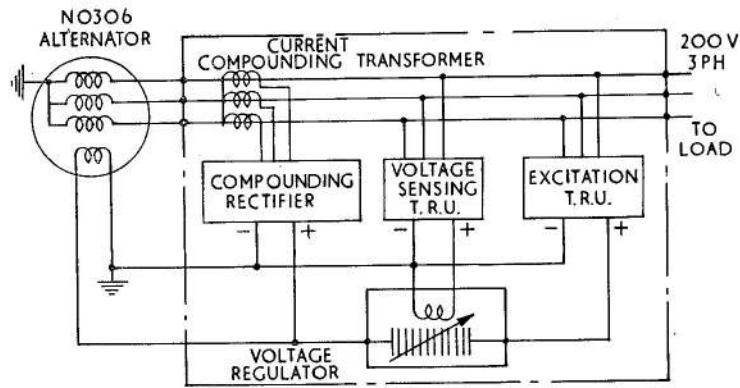 NO306
ALTERNATOR
CURRENT
COMPOUNDING TRANSFORMER
200 V
3 PH
TO
LOAD
COMPOUNDING
RECTIFIER
VOLTAGE
SENSING
T.R.U.
EXCITATION
T.R.U.
− +
− +
− +
VOLTAGE
REGULATOR